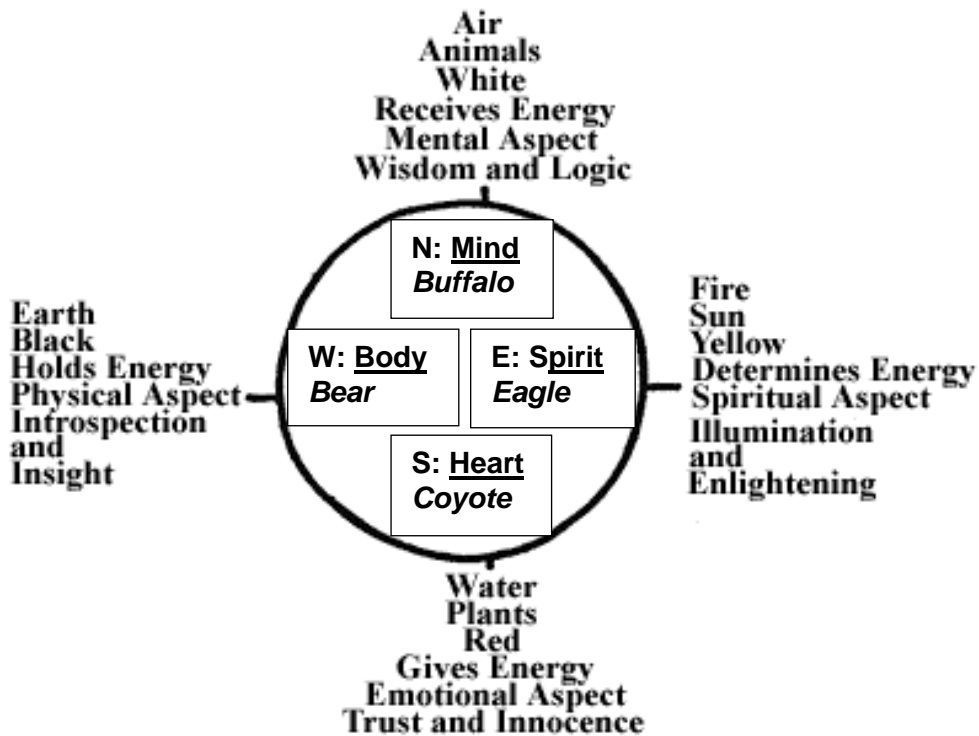 Air
Animals
White
Receives Energy
Mental Aspect
Wisdom and Logic
N: Mind
Buffalo
Earth
Black
Holds Energy
Physical Aspect
Introspection
and
Insight
W: Body
Bear
E: Spirit
Eagle
Fire
Sun
Yellow
Determines Energy
Spiritual Aspect
Illumination
and
Enlightening
S: Heart
Coyote
Water
Plants
Red
Gives Energy
Emotional Aspect
Trust and Innocence